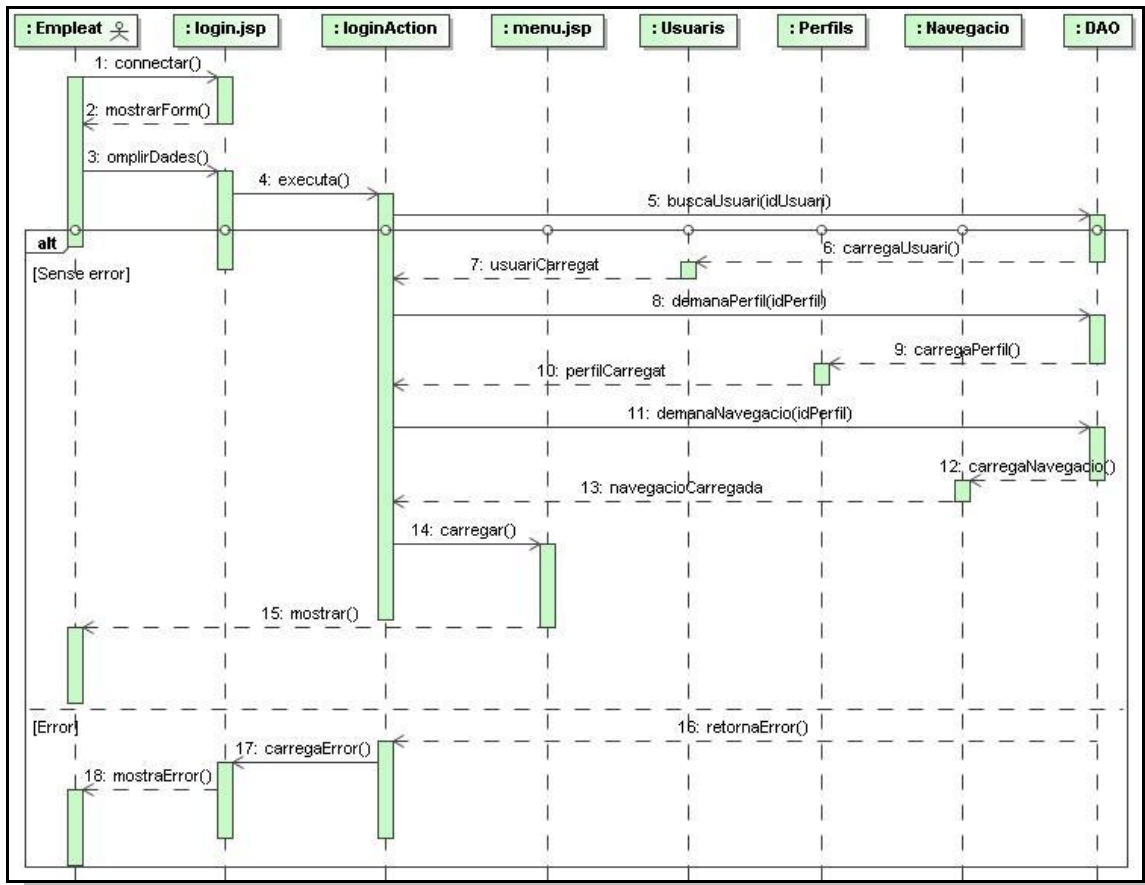 : Empleat
: login.jsp
: loginAction
: menu.jsp
: Usuaris
: Perfils
: Navegacio
: DAO
1: connectar()
2: mostrarForm()
3: omplirDades()
4: executa()
5: buscaUsuari(idUsuari)
alt
[Sense error]
6: carregaUsuari()
7: usuariCarregat
8: demanaPerfil(idPerfil)
9: carregaPerfil()
10: perfilCarregat
11: demanaNavegacio(idPerfil)
12: carregaNavegacio()
13: navegacioCarregada
14: carregar()
15: mostrar()
[Error]
16: retornaError()
17: carregaError()
18: mostraError()